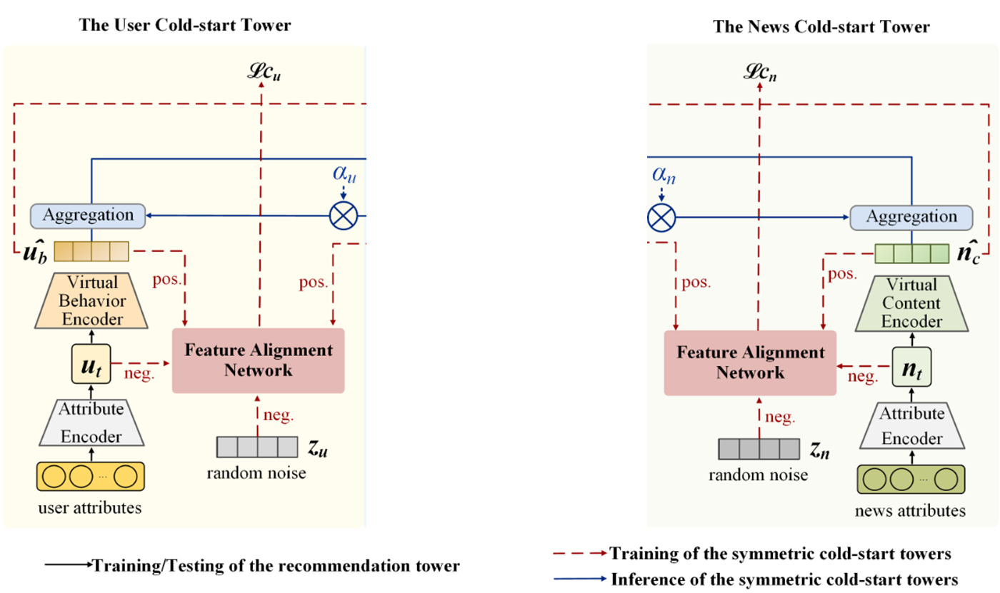 The User Cold-start Tower
ℒc_u
α_u
Aggregation
û_b
pos.
pos.
Virtual
Behavior
Encoder
Feature Alignment
Network
u_t
neg.
Attribute
Encoder
neg.
z_u
random noise
...
user attributes
The News Cold-start Tower
ℒc_n
α_n
Aggregation
n̂_c
pos.
pos.
Virtual
Content
Encoder
Feature Alignment
Network
n_t
neg.
Attribute
Encoder
neg.
z_n
random noise
...
news attributes
Training/Testing of the recommendation tower
Training of the symmetric cold-start towers
Inference of the symmetric cold-start towers